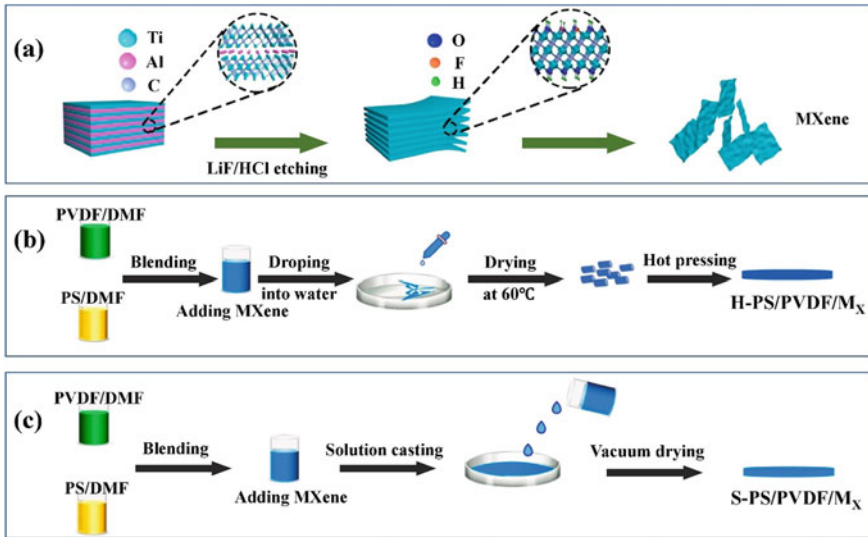 (a)
Ti
Al
C
LiF/HCl etching
O
F
H
MXene
(b)
PVDF/DMF
PS/DMF
Blending
Adding MXene
Droping
into water
Drying
at 60℃
Hot pressing
H-PS/PVDF/MX
(c)
PVDF/DMF
PS/DMF
Blending
Adding MXene
Solution casting
Vacuum drying
S-PS/PVDF/MX